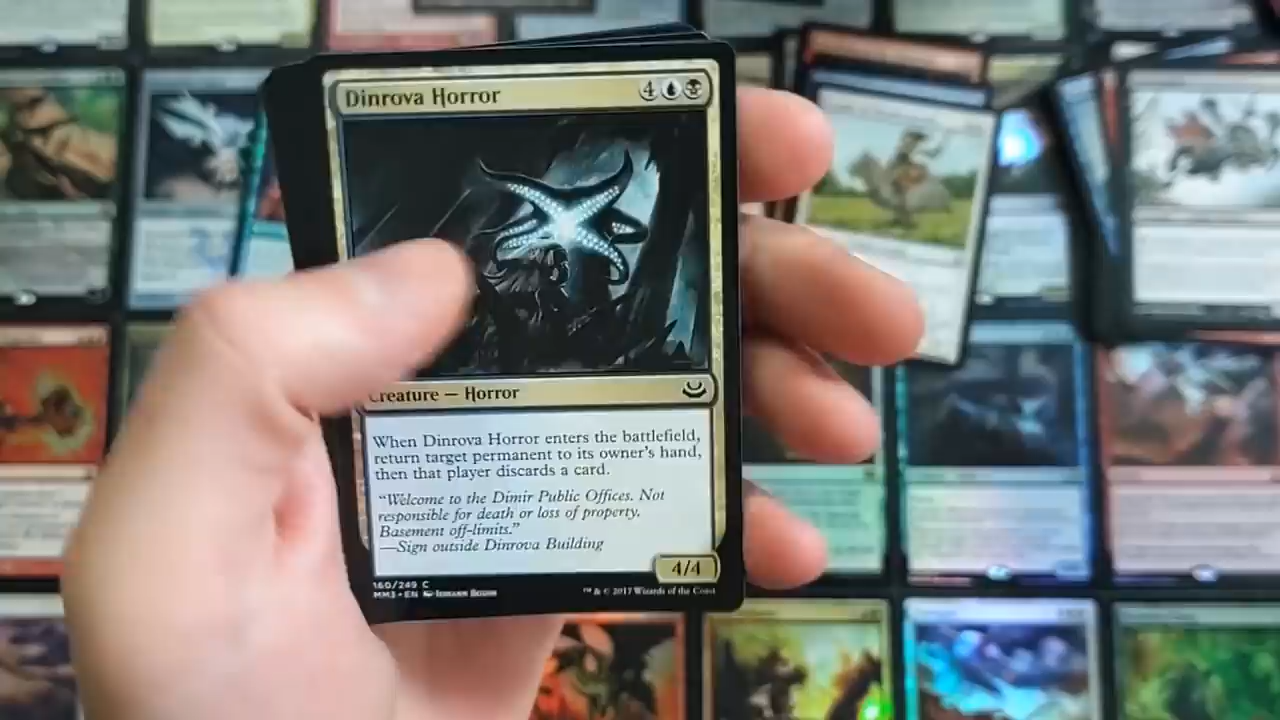 Dinrova Horror 4
Creature — Horror
When Dinrova Horror enters the battlefield,
return target permanent to its owner's hand,
then that player discards a card.
"Welcome to the Dimir Public Offices. Not
responsible for death or loss of property.
Basement off-limits."
—Sign outside Dinrova Building
4/4
160/249 C
MM3 • EN
™ & © 2017 Wizards of the Coast